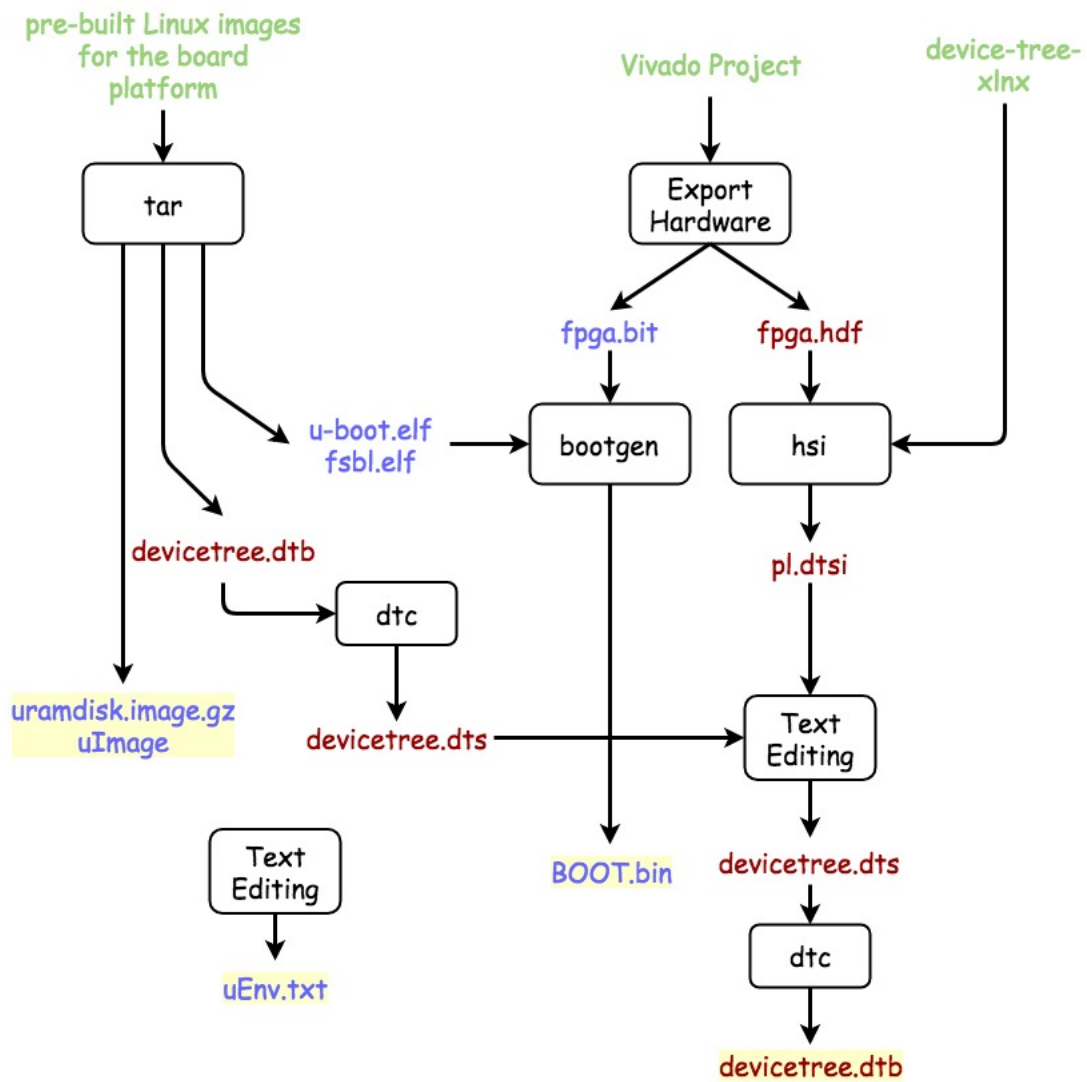 pre-built Linux images
for the board
platform
Vivado Project
device-tree-
xlnx
tar
Export
Hardware
fpga.bit
fpga.hdf
u-boot.elf
fsbl.elf
bootgen
hsi
devicetree.dtb
pl.dtsi
dtc
uramdisk.image.gz
uImage
devicetree.dts
Text
Editing
Text
Editing
BOOT.bin
devicetree.dts
uEnv.txt
dtc
devicetree.dtb